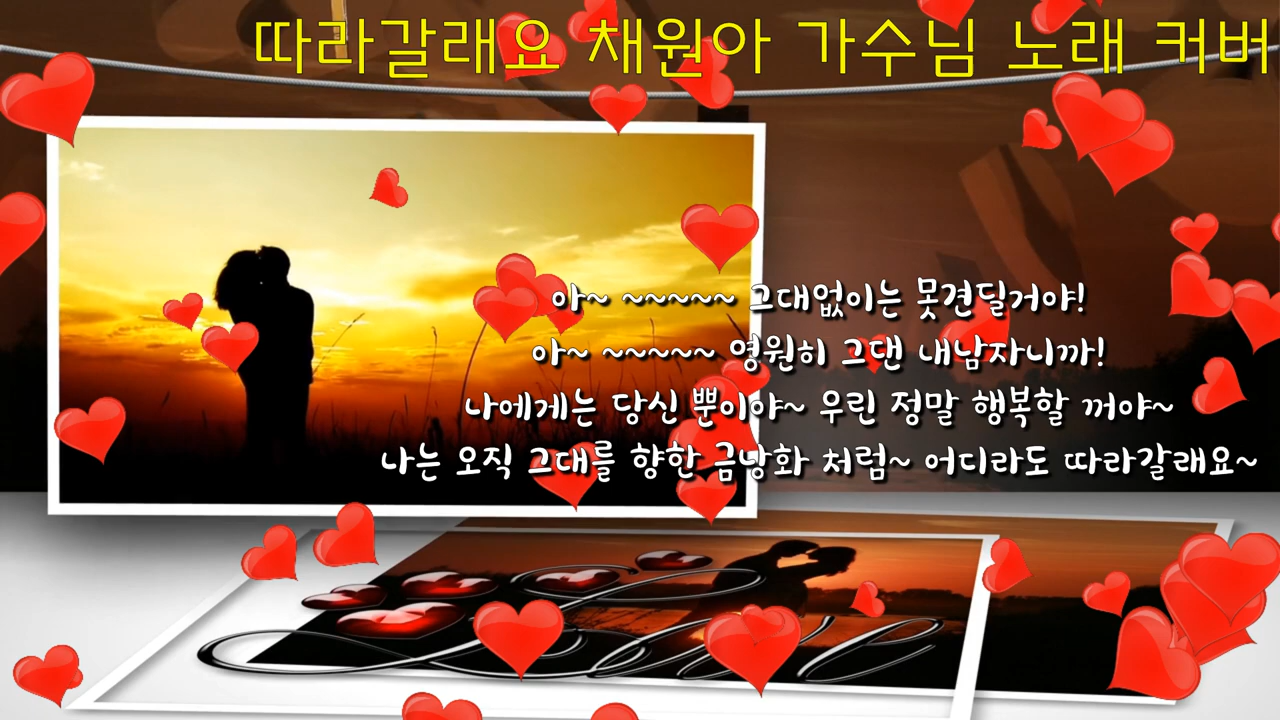 따라갈래요 채원아 가수님 노래 커버
아~ ~~~~~ 그대없이는 못견딜거야!
아~ ~~~~~ 영원히 그댄 내남자니까!
나에게는 당신 뿐이야~ 우린 정말 행복할 꺼야~
나는 오직 그대를 향한 금낭화 처럼~ 어디라도 따라갈래요~
Love